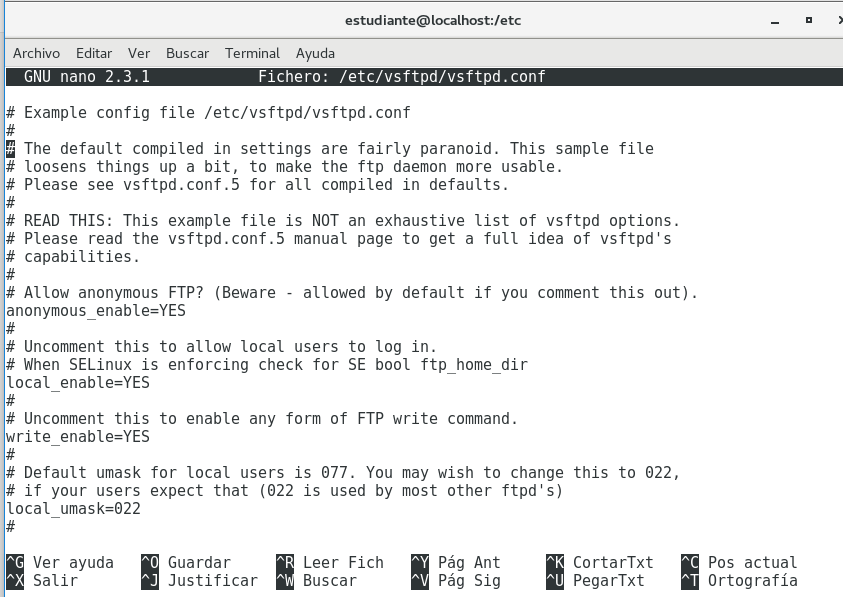 estudiante@localhost:/etc
Archivo Editar Ver Buscar Terminal Ayuda
GNU nano 2.3.1 Fichero: /etc/vsftpd/vsftpd.conf
# Example config file /etc/vsftpd/vsftpd.conf
#
# The default compiled in settings are fairly paranoid. This sample file
# loosens things up a bit, to make the ftp daemon more usable.
# Please see vsftpd.conf.5 for all compiled in defaults.
#
# READ THIS: This example file is NOT an exhaustive list of vsftpd options.
# Please read the vsftpd.conf.5 manual page to get a full idea of vsftpd's
# capabilities.
#
# Allow anonymous FTP? (Beware - allowed by default if you comment this out).
anonymous_enable=YES
#
# Uncomment this to allow local users to log in.
# When SELinux is enforcing check for SE bool ftp_home_dir
local_enable=YES
#
# Uncomment this to enable any form of FTP write command.
write_enable=YES
#
# Default umask for local users is 077. You may wish to change this to 022,
# if your users expect that (022 is used by most other ftpd's)
local_umask=022
#
^G Ver ayuda ^O Guardar ^R Leer Fich ^Y Pág Ant ^K CortarTxt ^C Pos actual
^X Salir ^J Justificar ^W Buscar ^V Pág Sig ^U PegarTxt ^T Ortografía